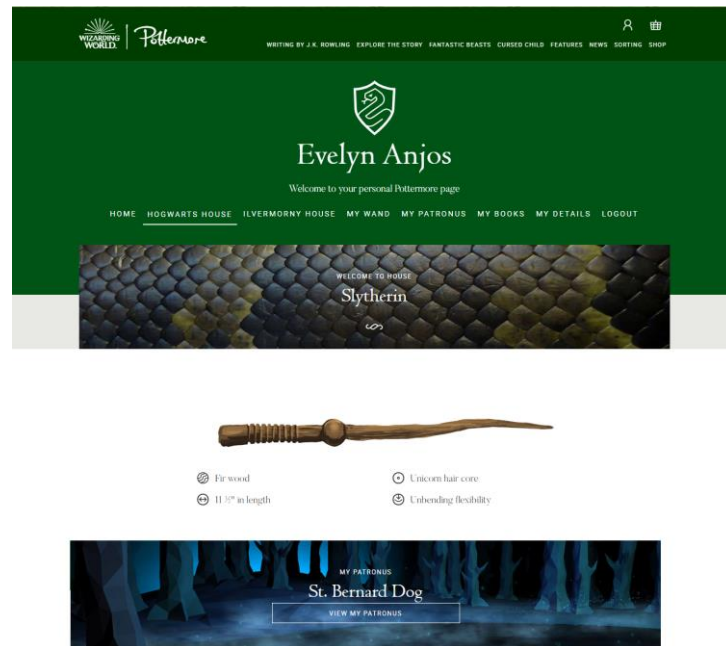 WIZARDING WORLD. Pottermore
WRITING BY J.K. ROWLING EXPLORE THE STORY FANTASTIC BEASTS CURSED CHILD FEATURES NEWS SORTING SHOP
Evelyn Anjos
Welcome to your personal Pottermore page
HOME HOGWARTS HOUSE ILVERMORNY HOUSE MY WAND MY PATRONUS MY BOOKS MY DETAILS LOGOUT
WELCOME TO HOUSE
Slytherin
Fir wood Unicorn hair core
11 ½" in length Unbending flexibility
MY PATRONUS
St. Bernard Dog
VIEW MY PATRONUS